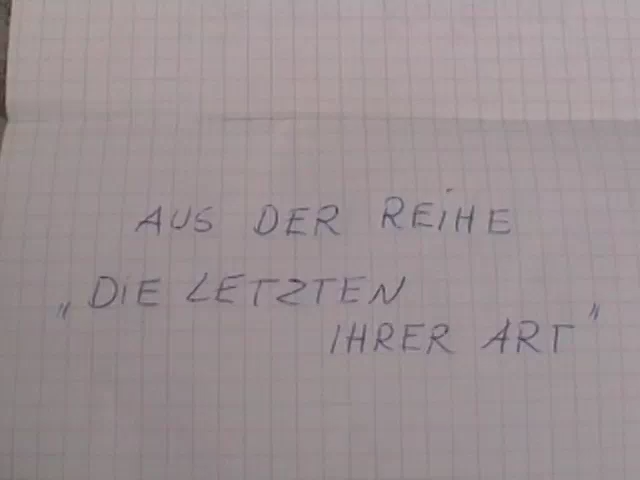 AUS DER REIHE
„DIE LETZTEN
IHRER ART"